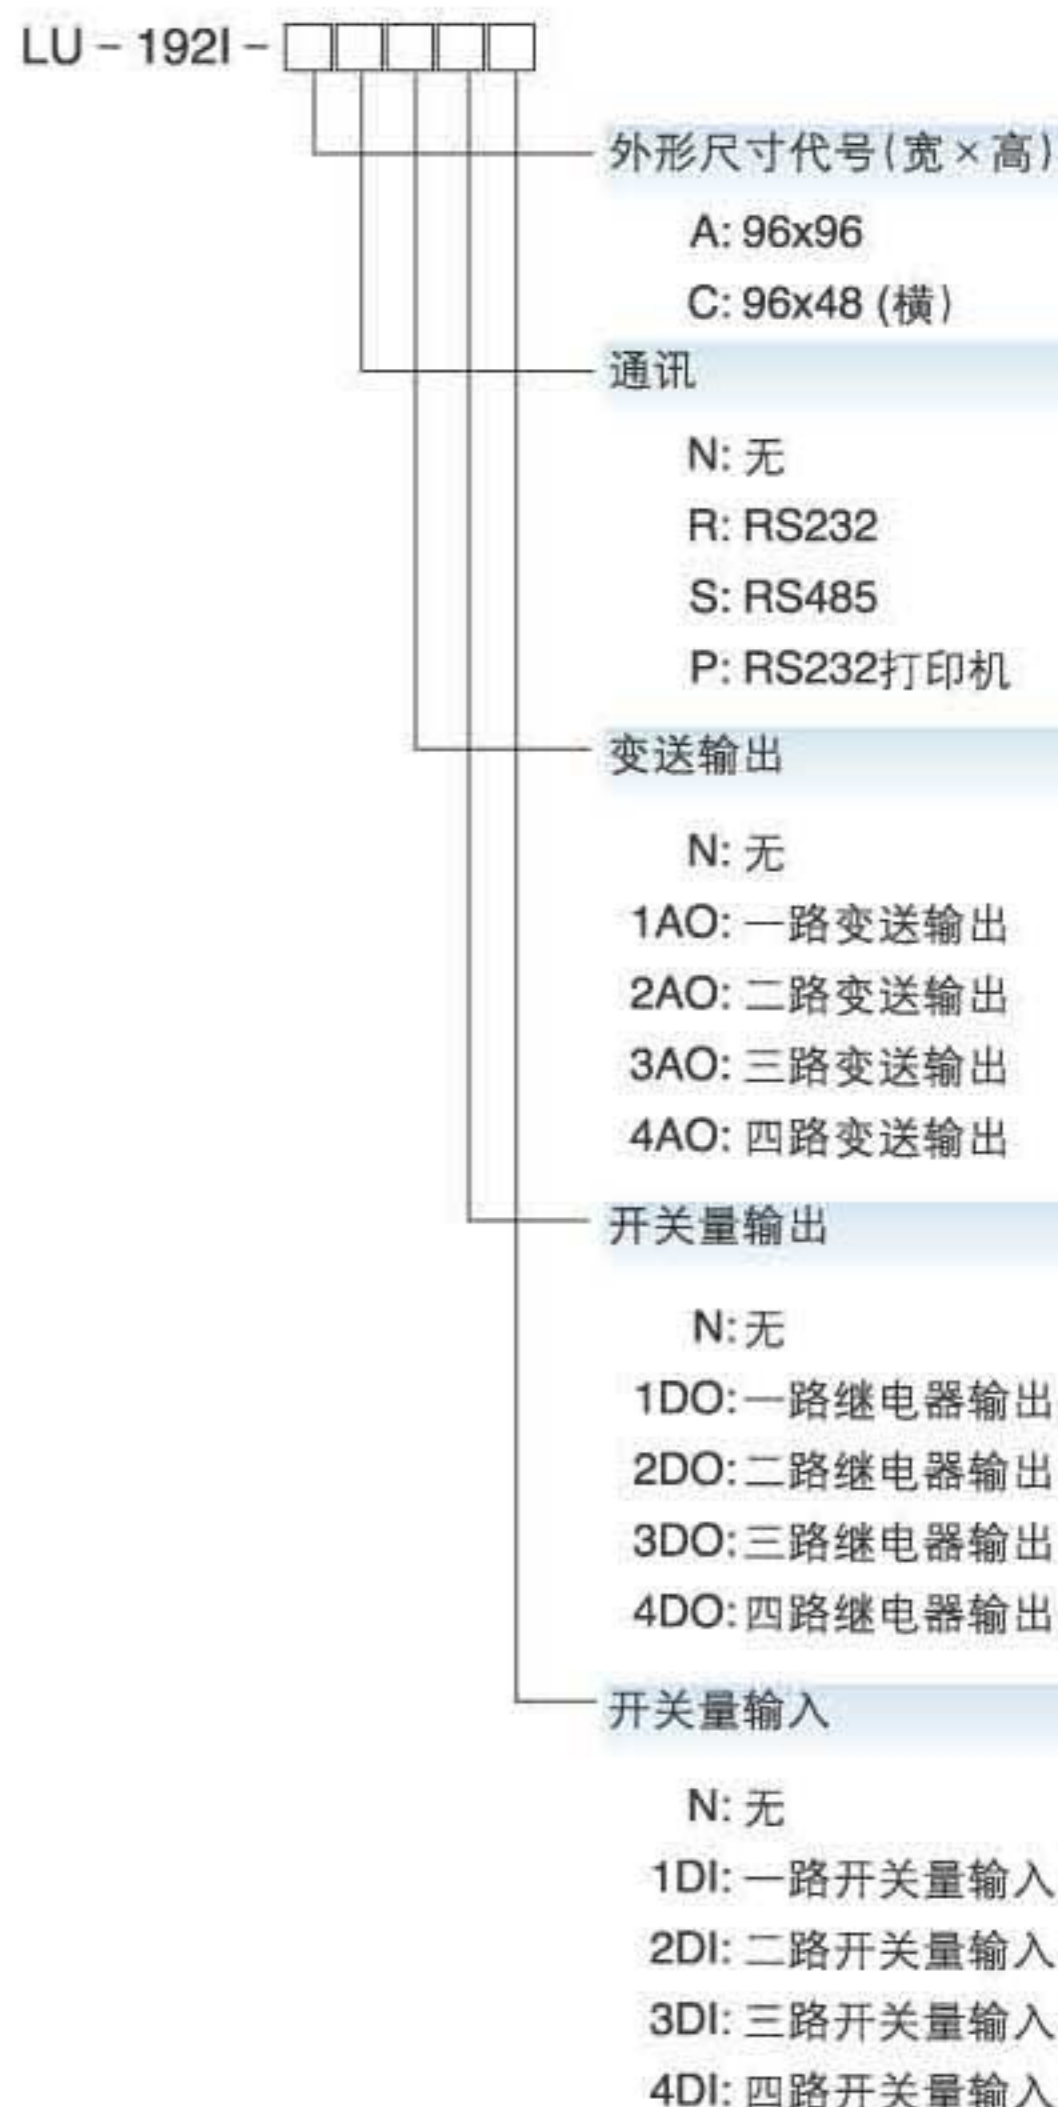 LU-192I-
外形尺寸代号(宽×高)
A: 96x96
C: 96x48 (横)
通讯
N: 无
R: RS232
S: RS485
P: RS232打印机
变送输出
N: 无
1AO: 一路变送输出
2AO: 二路变送输出
3AO: 三路变送输出
4AO: 四路变送输出
开关量输出
N:无
1DO:一路继电器输出
2DO:二路继电器输出
3DO:三路继电器输出
4DO:四路继电器输出
开关量输入
N: 无
1DI: 一路开关量输入
2DI: 二路开关量输入
3DI: 三路开关量输入
4DI: 四路开关量输入